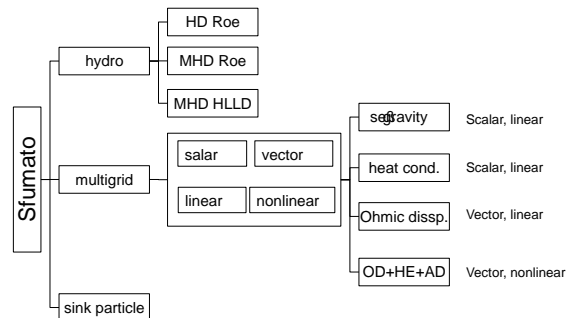 HD Roe
hydro
MHD Roe
MHD HLLD
Sfumato
multigrid
salar
vector
linear
nonlinear
gravity
Scalar, linear
heat cond.
Scalar, linear
Ohmic dissp.
Vector, linear
OD+HE+AD
Vector, nonlinear
sink particle